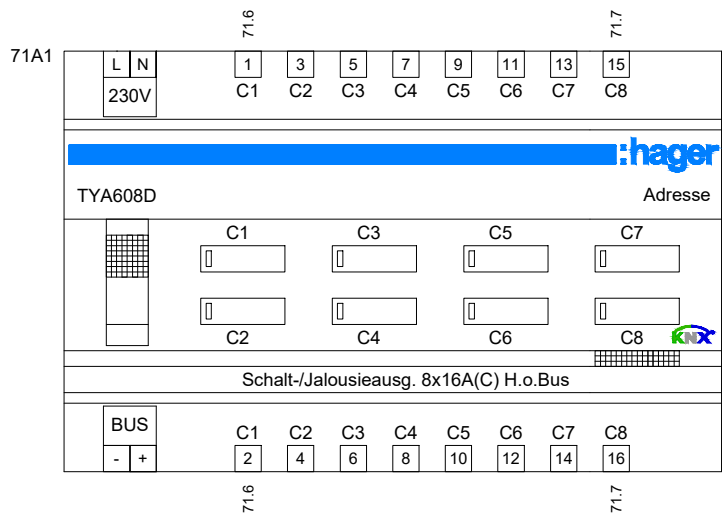 71.6 71.7
71A1
L N 1 3 5 7 9 11 13 15
230V C1 C2 C3 C4 C5 C6 C7 C8
:hager
TYA608D Adresse
C1 C3 C5 C7
C2 C4 C6 C8 KNX
Schalt-/Jalousieausg. 8x16A(C) H.o.Bus
BUS C1 C2 C3 C4 C5 C6 C7 C8
- + 2 4 6 8 10 12 14 16
71.6 71.7